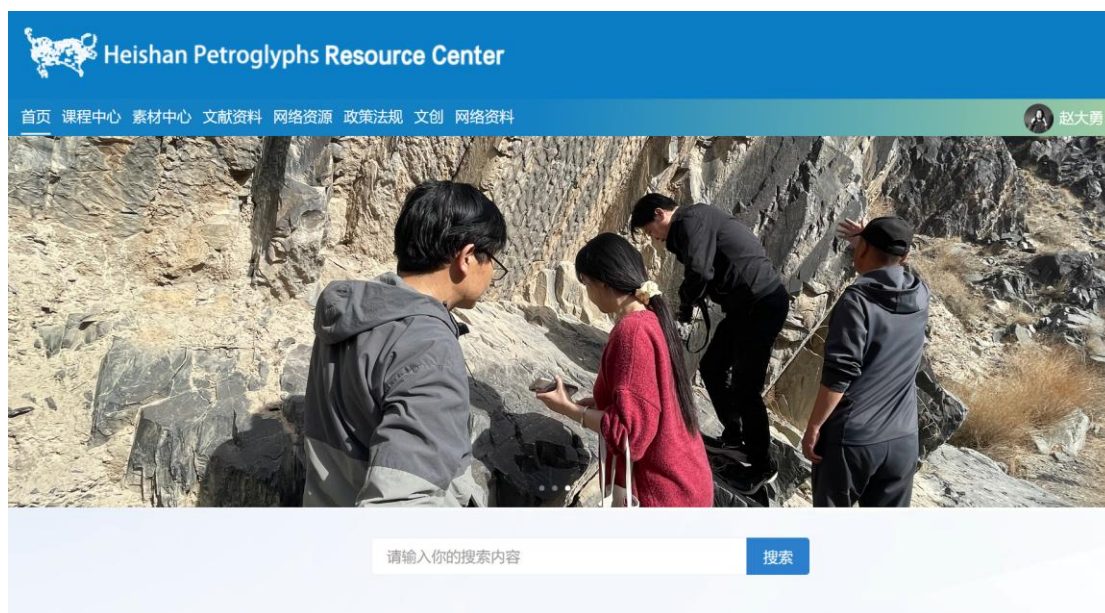 Heishan Petroglyphs Resource Center
首页 课程中心 素材中心 文献资料 网络资源 政策法规 文创 网络资料 赵大勇
请输入你的搜索内容 搜索